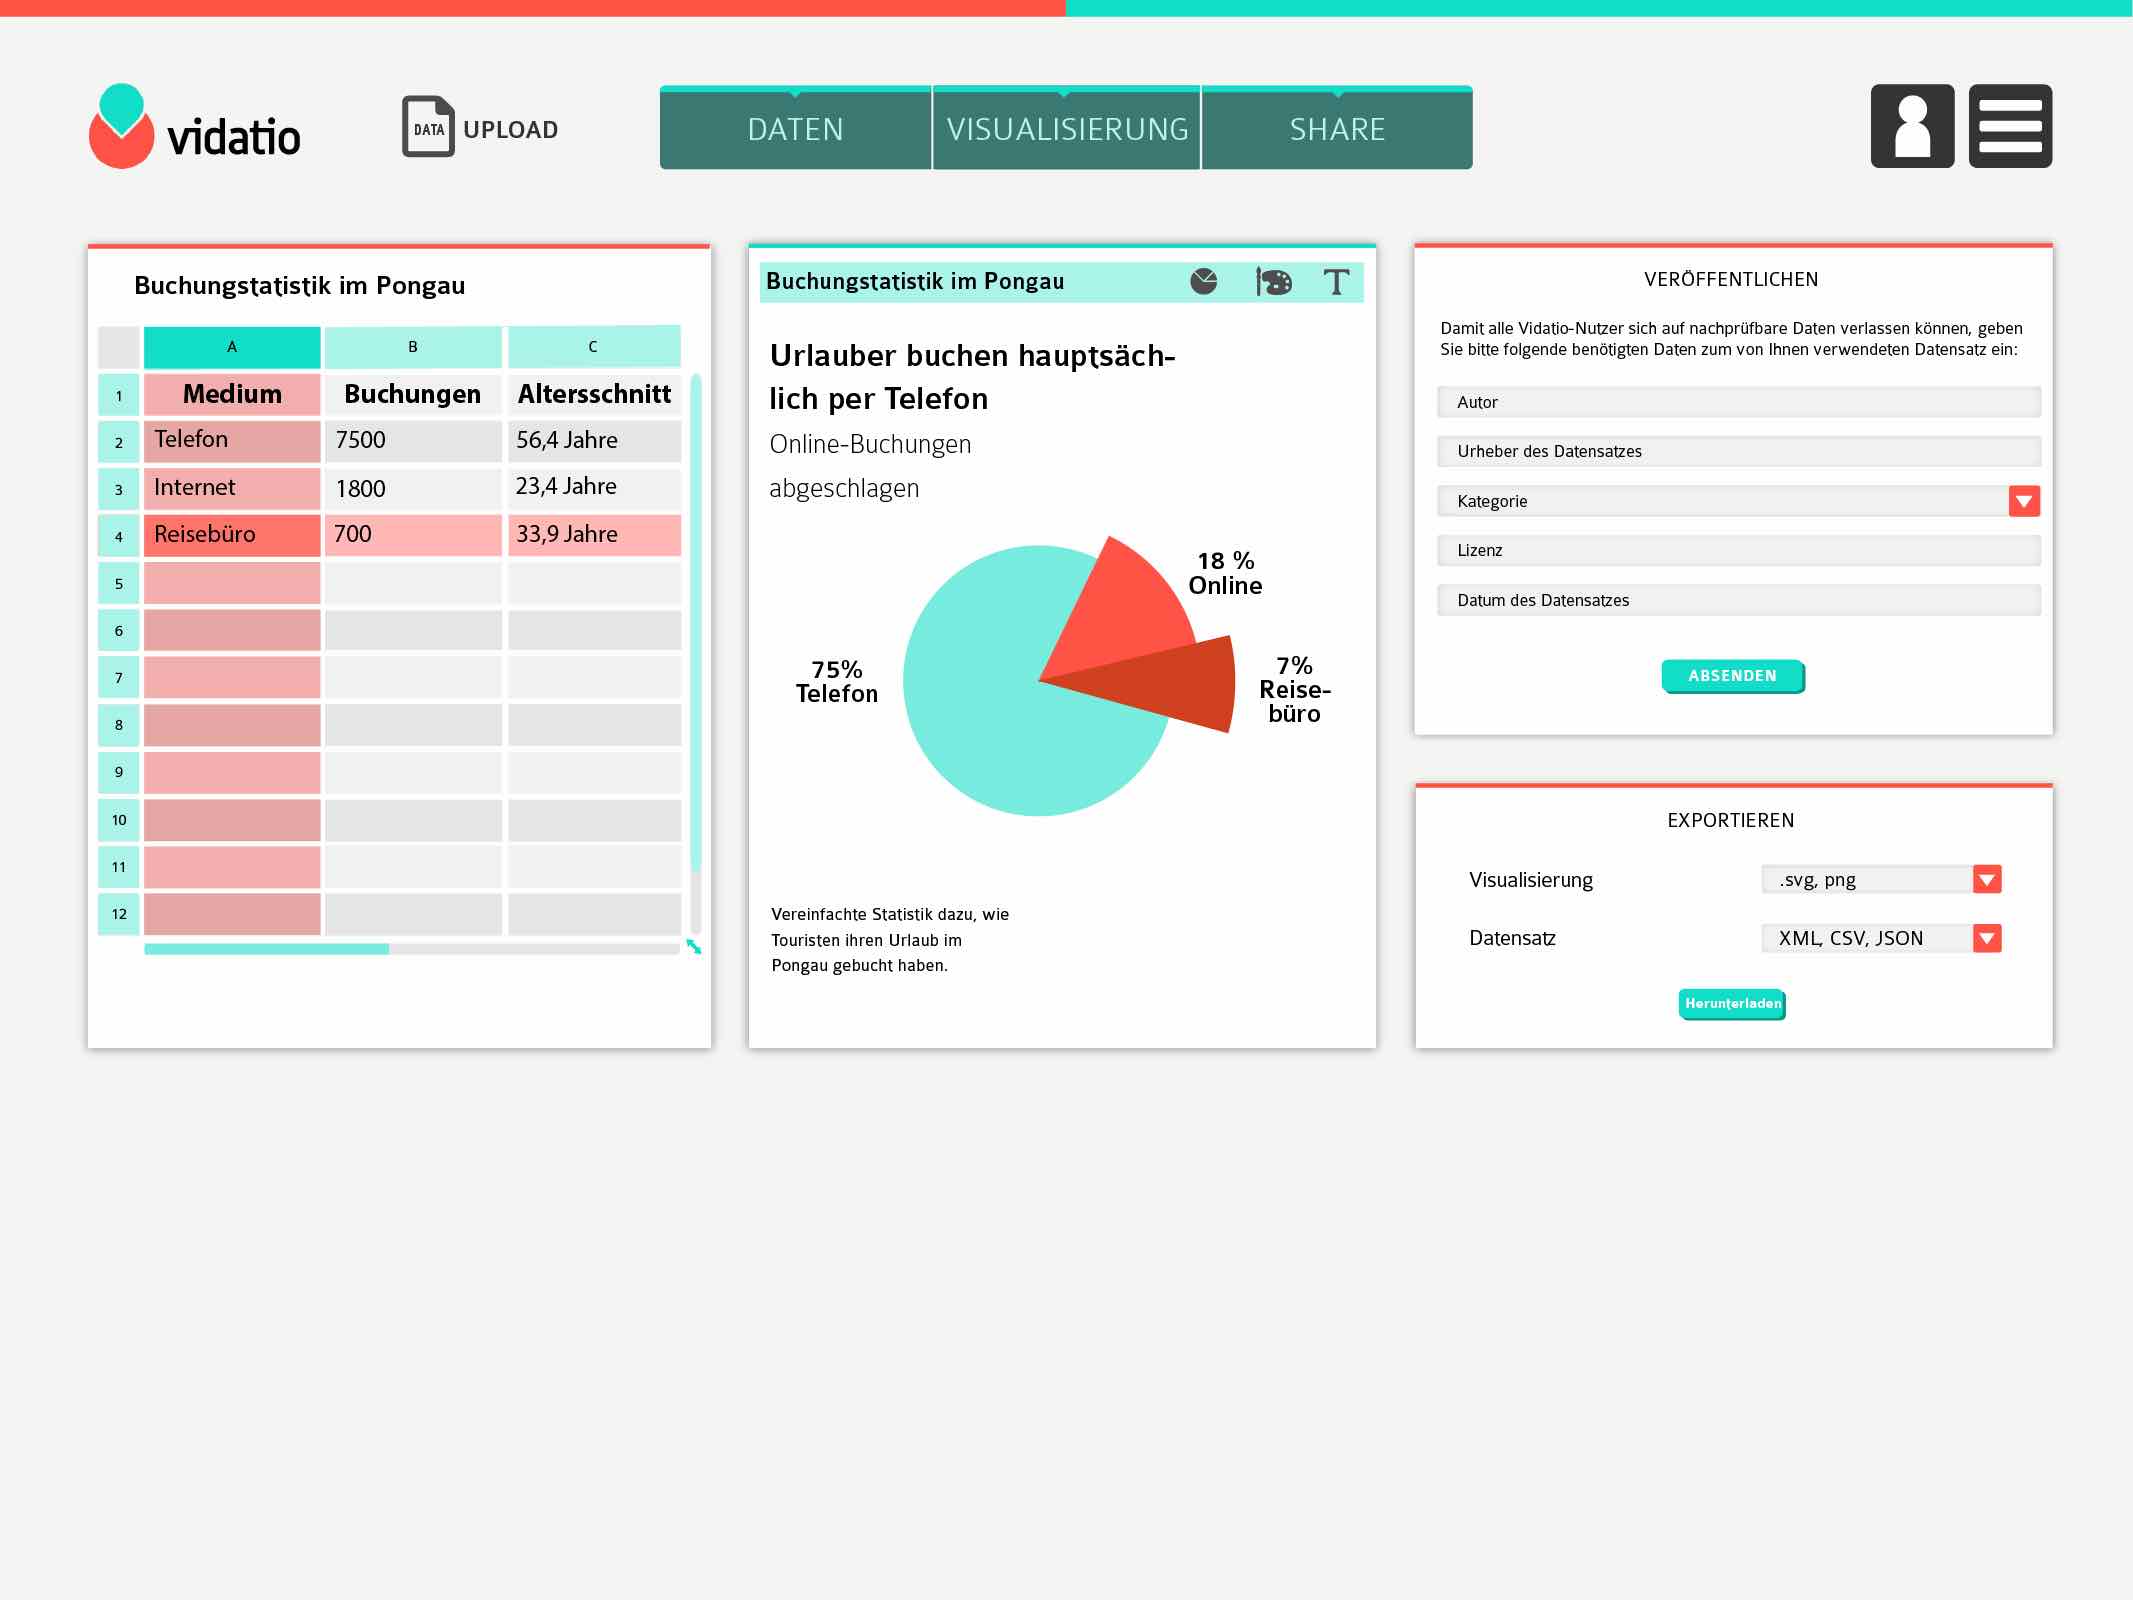 vidatio
DATA
UPLOAD
DATEN
VISUALISIERUNG
SHARE
Buchungstatistik im Pongau
A B C
1 Medium Buchungen Altersschnitt
2 Telefon 7500 56,4 Jahre
3 Internet 1800 23,4 Jahre
4 Reisebüro 700 33,9 Jahre
5
6
7
8
9
10
11
12
Buchungstatistik im Pongau
T
Urlauber buchen hauptsäch-
lich per Telefon
Online-Buchungen
abgeschlagen
18 %
Online
75%
Telefon
7%
Reise-
büro
Vereinfachte Statistik dazu, wie
Touristen ihren Urlaub im
Pongau gebucht haben.
VERÖFFENTLICHEN
Damit alle Vidatio-Nutzer sich auf nachprüfbare Daten verlassen können, geben
Sie bitte folgende benötigten Daten zum von Ihnen verwendeten Datensatz ein:
Autor
Urheber des Datensatzes
Kategorie
Lizenz
Datum des Datensatzes
ABSENDEN
EXPORTIEREN
Visualisierung .svg, png
Datensatz XML, CSV, JSON
Herunterladen